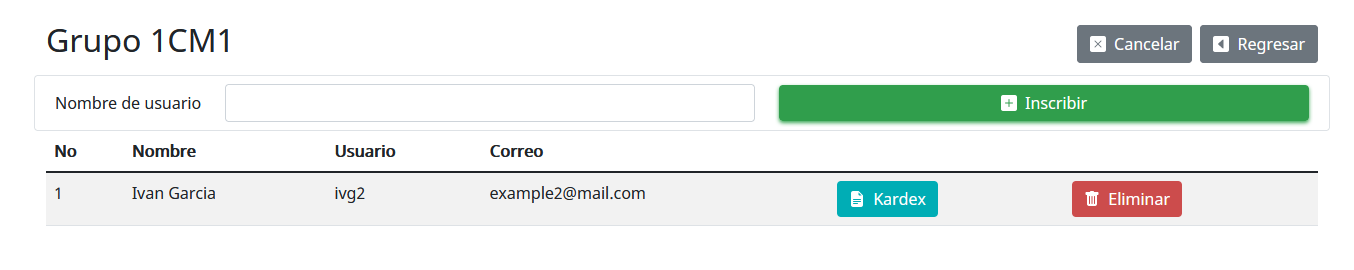 Grupo 1CM1
Cancelar Regresar
Nombre de usuario Inscribir
No Nombre Usuario Correo
1 Ivan Garcia ivg2 example2@mail.com Kardex Eliminar